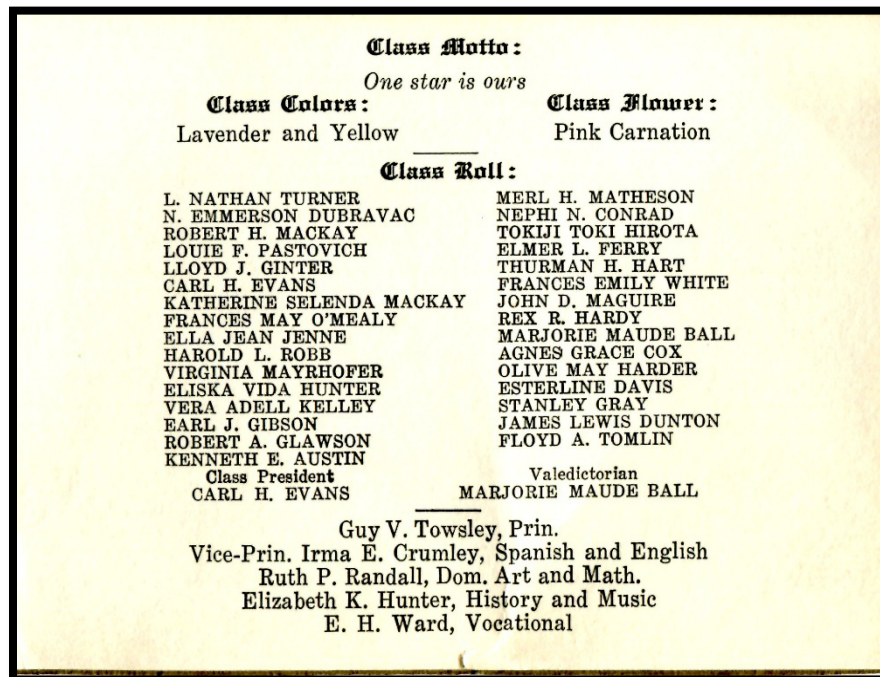 Class Motto:
One star is ours
Class Colors:
Lavender and Yellow
Class Flower:
Pink Carnation
Class Roll:
L. NATHAN TURNER
N. EMMERSON DUBRAVAC
ROBERT H. MACKAY
LOUIE F. PASTOVICH
LLOYD J. GINTER
CARL H. EVANS
KATHERINE SELENDA MACKAY
FRANCES MAY O'MEALY
ELLA JEAN JENNE
HAROLD L. ROBB
VIRGINIA MAYRHOFER
ELISKA VIDA HUNTER
VERA ADELL KELLEY
EARL J. GIBSON
ROBERT A. GLAWSON
KENNETH E. AUSTIN
MERL H. MATHESON
NEPHI N. CONRAD
TOKIJI TOKI HIROTA
ELMER L. FERRY
THURMAN H. HART
FRANCES EMILY WHITE
JOHN D. MAGUIRE
REX R. HARDY
MARJORIE MAUDE BALL
AGNES GRACE COX
OLIVE MAY HARDER
ESTERLINE DAVIS
STANLEY GRAY
JAMES LEWIS DUNTON
FLOYD A. TOMLIN
Class President
CARL H. EVANS
Valedictorian
MARJORIE MAUDE BALL
Guy V. Towsley, Prin.
Vice-Prin. Irma E. Crumley, Spanish and English
Ruth P. Randall, Dom. Art and Math.
Elizabeth K. Hunter, History and Music
E. H. Ward, Vocational